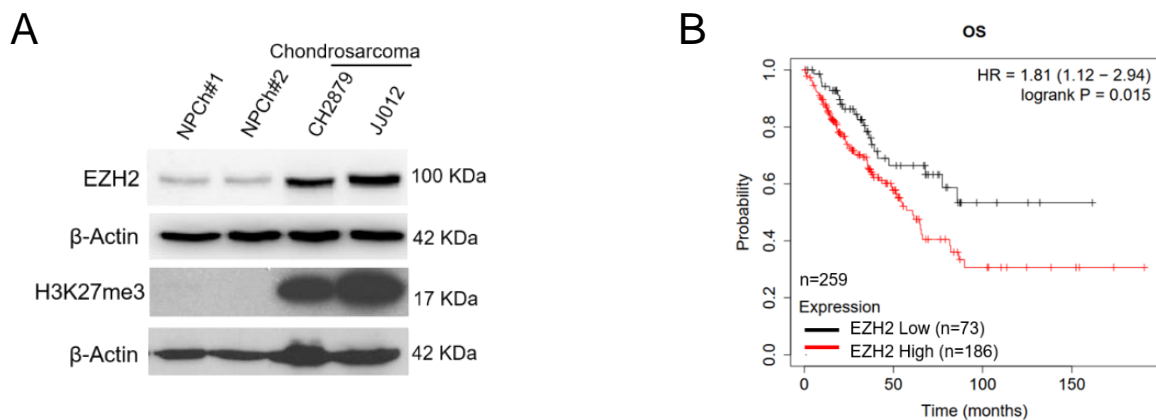 A
Chondrosarcoma
NPCh#1
NPCh#2
CH2879
JJ012
EZH2
100 KDa
β-Actin
42 KDa
H3K27me3
17 KDa
β-Actin
42 KDa
B
OS
HR = 1.81 (1.12 − 2.94)
logrank P = 0.015
Probability
1.0
0.8
0.6
0.4
0.2
0.0
n=259
Expression
EZH2 Low (n=73)
EZH2 High (n=186)
0
50
100
150
Time (months)